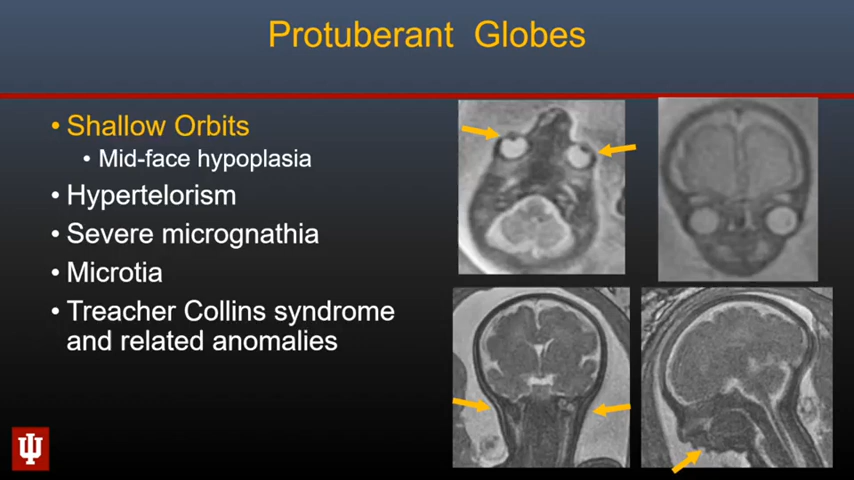 Protuberant Globes
• Shallow Orbits
• Mid-face hypoplasia
• Hypertelorism
• Severe micrognathia
• Microtia
• Treacher Collins syndrome
and related anomalies